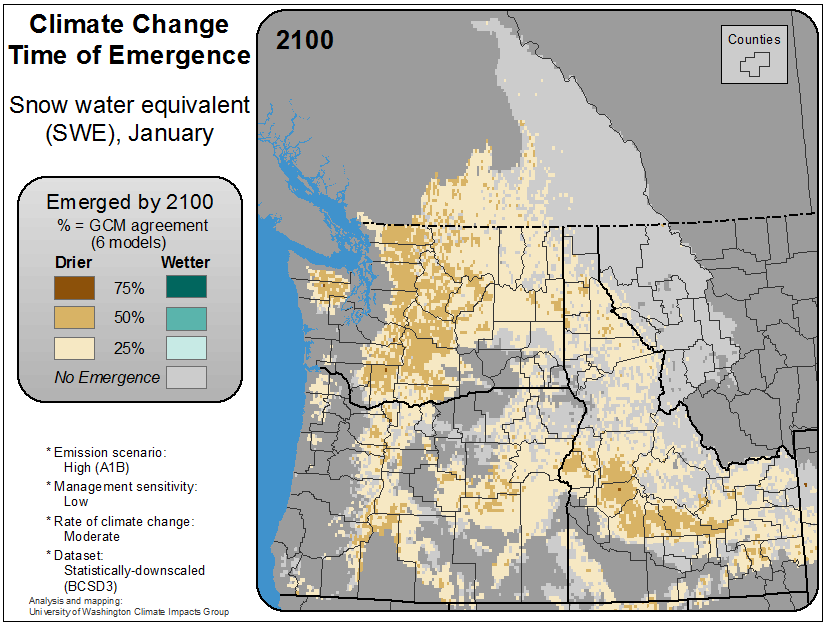 Climate Change
Time of Emergence
Snow water equivalent
(SWE), January
2100
Counties
Emerged by 2100
% = GCM agreement
(6 models)
Drier Wetter
75%
50%
25%
No Emergence
* Emission scenario:
High (A1B)
* Management sensitivity:
Low
* Rate of climate change:
Moderate
* Dataset:
Statistically-downscaled
(BCSD3)
Analysis and mapping:
University of Washington Climate Impacts Group